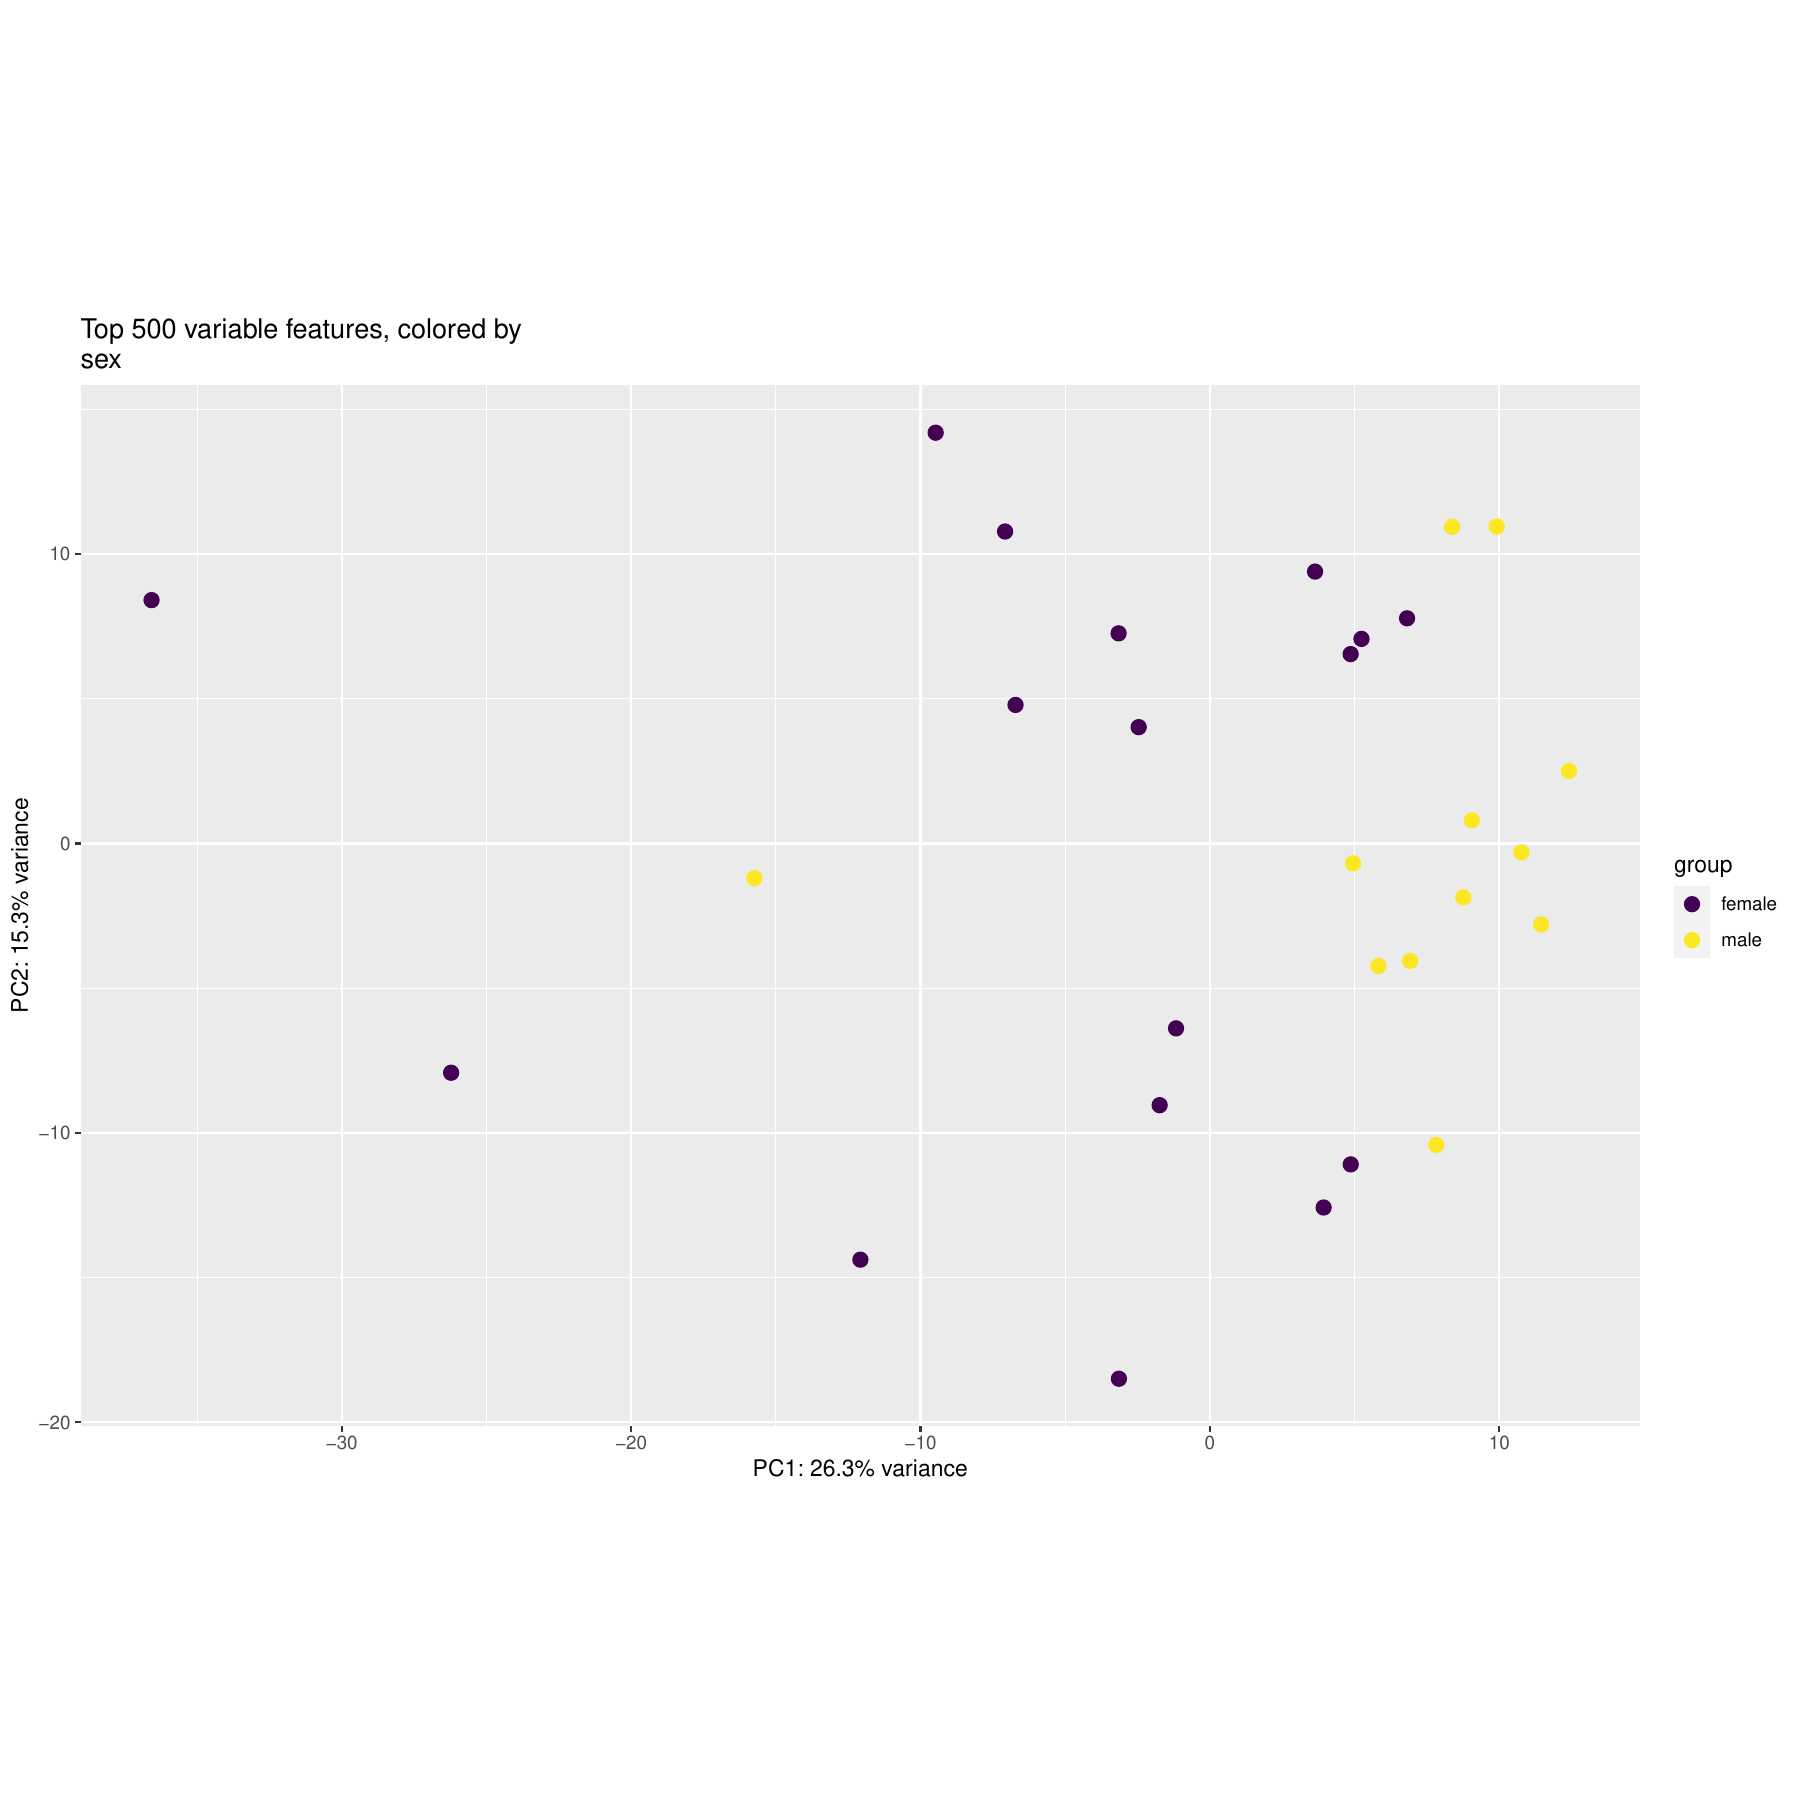 Top 500 variable features, colored by
sex
10
0
−10
−20
PC2: 15.3% variance
−30
−20
−10
0
10
PC1: 26.3% variance
group
female
male